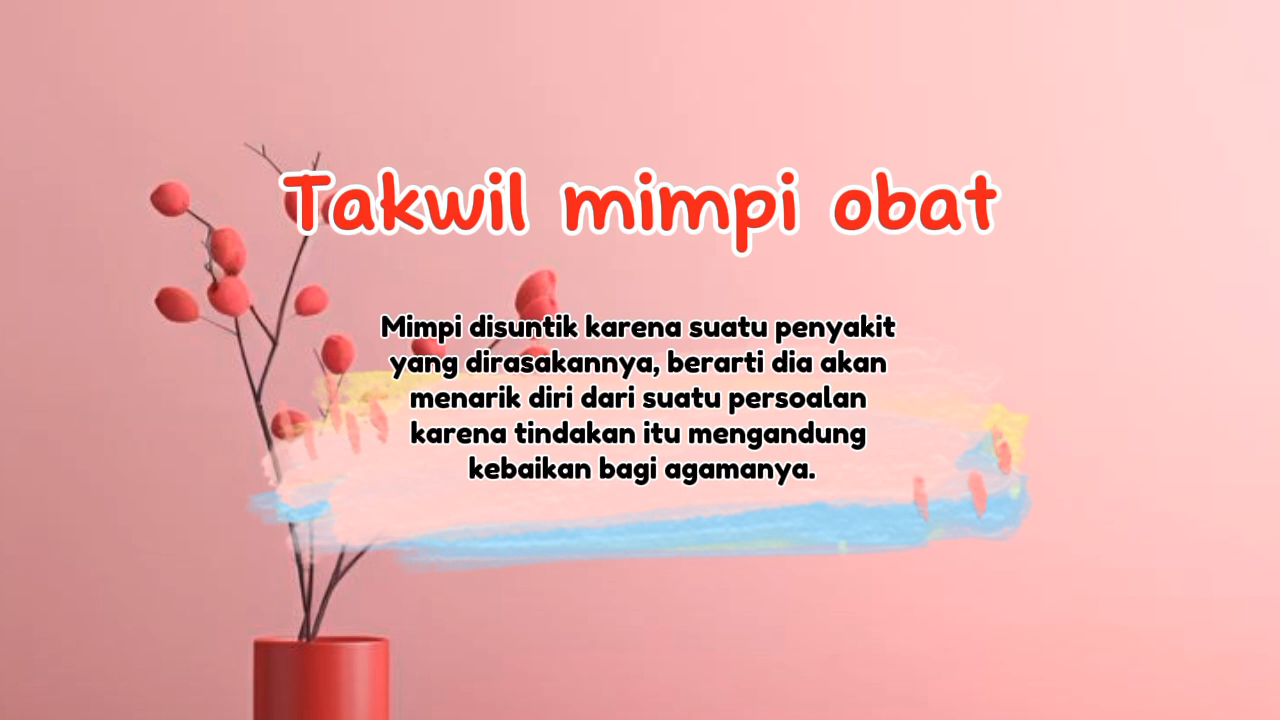 Takwil mimpi obat
Mimpi disuntik karena suatu penyakit
yang dirasakannya, berarti dia akan
menarik diri dari suatu persoalan
karena tindakan itu mengandung
kebaikan bagi agamanya.